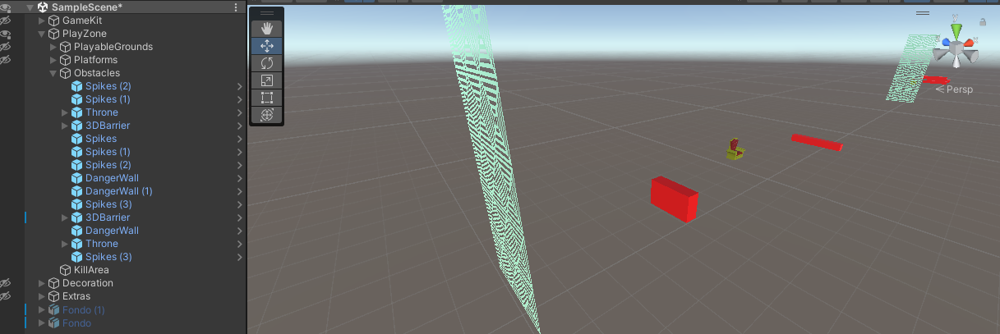 SampleScene*
GameKit
PlayZone
PlayableGrounds
Platforms
Obstacles
Spikes (2)
Spikes (1)
Throne
3DBarrier
Spikes
Spikes (1)
Spikes (2)
DangerWall
DangerWall (1)
Spikes (3)
3DBarrier
DangerWall
Throne
Spikes (3)
KillArea
Decoration
Extras
Fondo (1)
Fondo
y
Persp